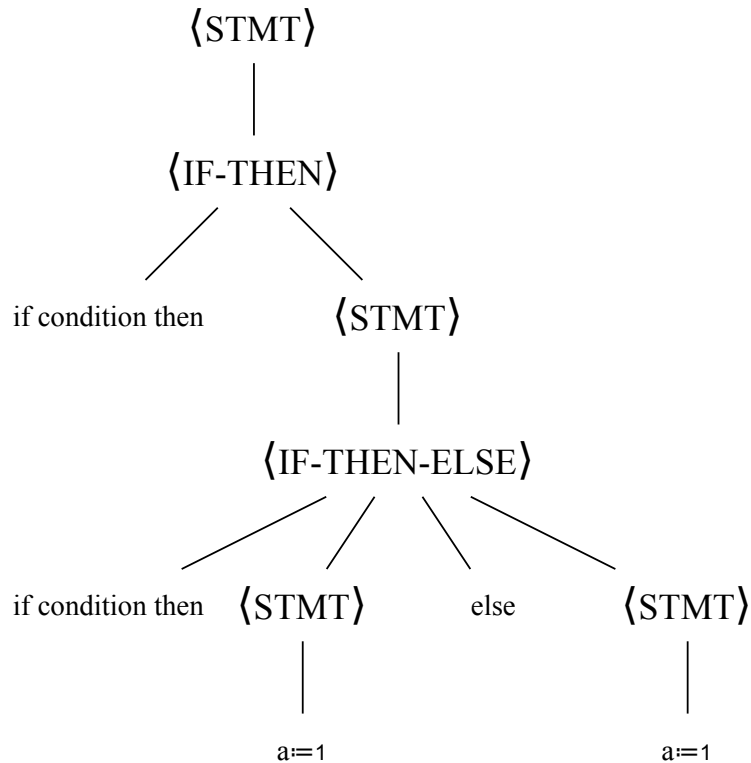 ⟨STMT⟩
⟨IF-THEN⟩
if condition then ⟨STMT⟩
⟨IF-THEN-ELSE⟩
if condition then ⟨STMT⟩ else ⟨STMT⟩
a:=1 a:=1